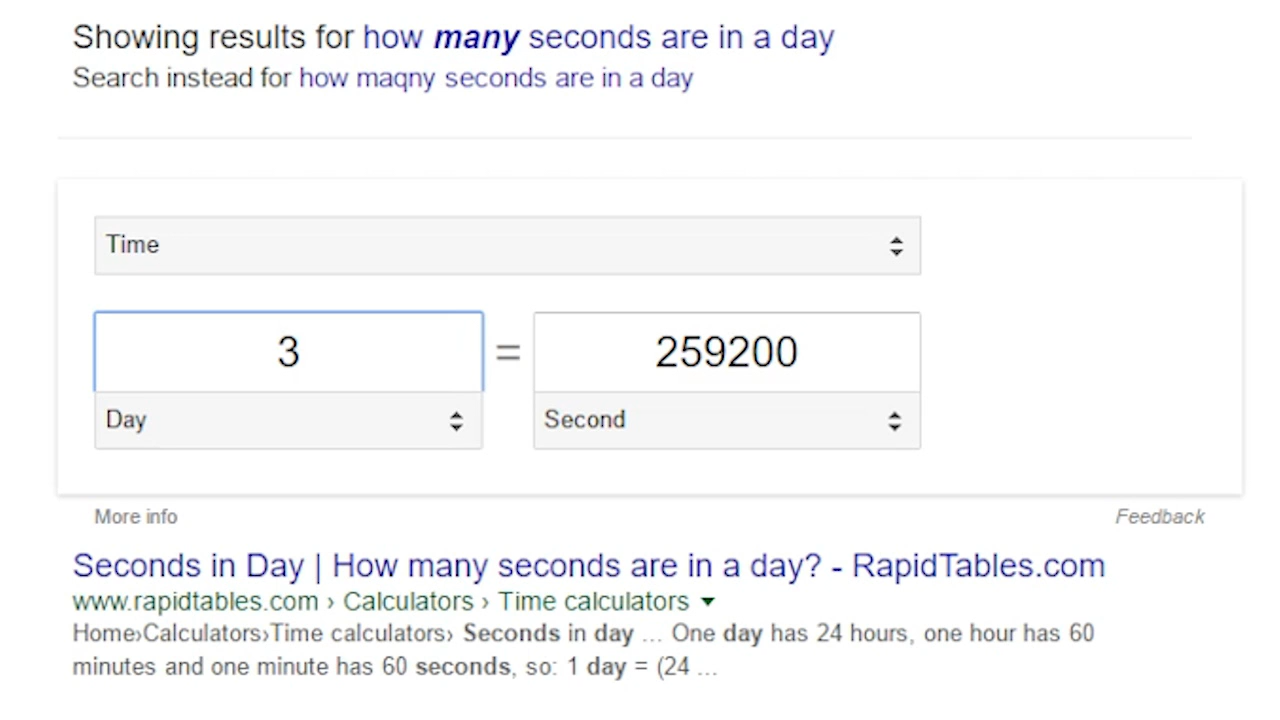 Showing results for how many seconds are in a day
Search instead for how maqny seconds are in a day
Time
3 = 259200
Day Second
More info Feedback
Seconds in Day | How many seconds are in a day? - RapidTables.com
www.rapidtables.com › Calculators › Time calculators
Home›Calculators›Time calculators› Seconds in day ... One day has 24 hours, one hour has 60
minutes and one minute has 60 seconds, so: 1 day = (24 ...